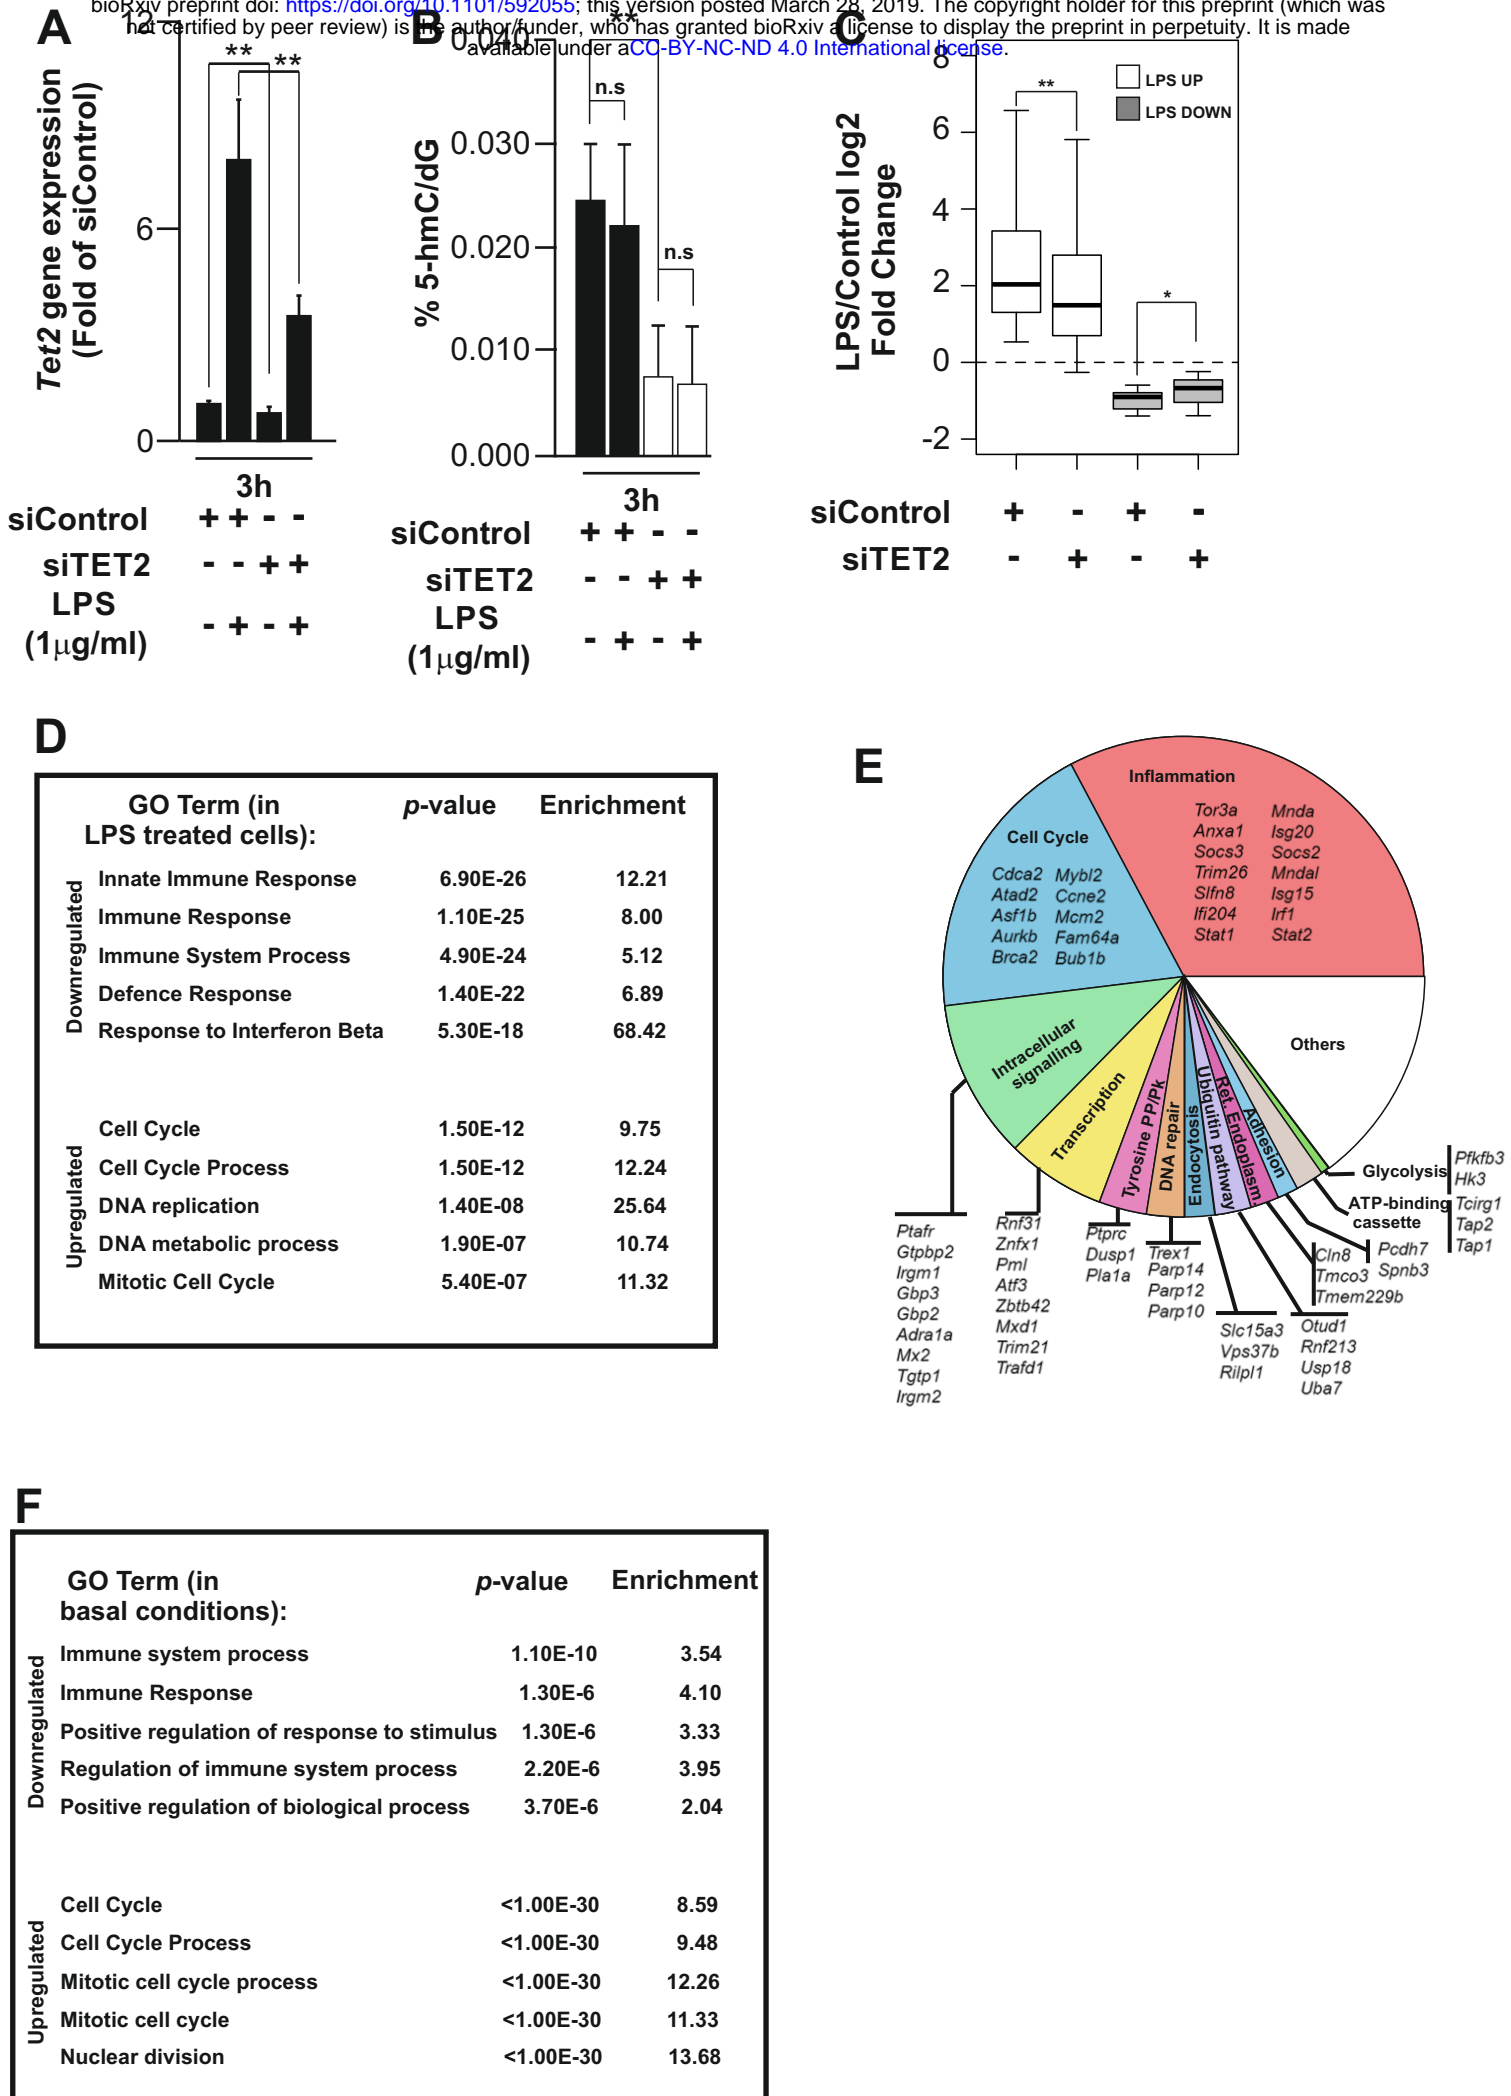 bioRxiv preprint doi: https://doi.org/10.1101/592055; this version posted March 28, 2019. The copyright holder for this preprint (which was
not certified by peer review) is the author/funder, who has granted bioRxiv a license to display the preprint in perpetuity. It is made
available under aCC-BY-NC-ND 4.0 International license.
A
Tet2 gene expression
(Fold of siControl)
12
6
0
**
**
3h
siControl + + - -
siTET2 - - + +
LPS
(1µg/ml) - + - +
B
% 5-hmC/dG
0.040
0.030
0.020
0.010
0.000
**
n.s
n.s
3h
siControl + + - -
siTET2 - - + +
LPS
(1µg/ml) - + - +
C
LPS/Control log2
Fold Change
8
6
4
2
0
-2
LPS UP
LPS DOWN
**
*
siControl + - + -
siTET2 - + - +
D
GO Term (in
LPS treated cells):
p-value Enrichment
Downregulated
Innate Immune Response 6.90E-26 12.21
Immune Response 1.10E-25 8.00
Immune System Process 4.90E-24 5.12
Defence Response 1.40E-22 6.89
Response to Interferon Beta 5.30E-18 68.42
Upregulated
Cell Cycle 1.50E-12 9.75
Cell Cycle Process 1.50E-12 12.24
DNA replication 1.40E-08 25.64
DNA metabolic process 1.90E-07 10.74
Mitotic Cell Cycle 5.40E-07 11.32
E
Inflammation
Tor3a Mnda
Anxa1 Isg20
Socs3 Socs2
Trim26 Mndal
Slfn8 Isg15
Ifi204 Irf1
Stat1 Stat2
Cell Cycle
Cdca2 Mybl2
Atad2 Ccne2
Asf1b Mcm2
Aurkb Fam64a
Brca2 Bub1b
Intracellular
signalling
Ptafr
Gtpbp2
Irgm1
Gbp3
Gbp2
Adra1a
Mx2
Tgtp1
Irgm2
Transcription
Rnf31
Znfx1
Pml
Atf3
Zbtb42
Mxd1
Trim21
Trafd1
Tyrosine PP/Pk
Ptprc
Dusp1
Pla1a
DNA repair
Trex1
Parp14
Parp12
Parp10
Endocytosis
Slc15a3
Vps37b
Rilpl1
Ubiquitin pathway
Otud1
Rnf213
Usp18
Uba7
Ret. Endoplasm.
Cln8
Tmco3
Tmem229b
Adhesion
Pcdh7
Spnb3
ATP-binding
cassette
Tcirg1
Tap2
Tap1
Glycolysis
Pfkfb3
Hk3
Others
F
GO Term (in
basal conditions):
p-value Enrichment
Downregulated
Immune system process 1.10E-10 3.54
Immune Response 1.30E-6 4.10
Positive regulation of response to stimulus 1.30E-6 3.33
Regulation of immune system process 2.20E-6 3.95
Positive regulation of biological process 3.70E-6 2.04
Upregulated
Cell Cycle <1.00E-30 8.59
Cell Cycle Process <1.00E-30 9.48
Mitotic cell cycle process <1.00E-30 12.26
Mitotic cell cycle <1.00E-30 11.33
Nuclear division <1.00E-30 13.68